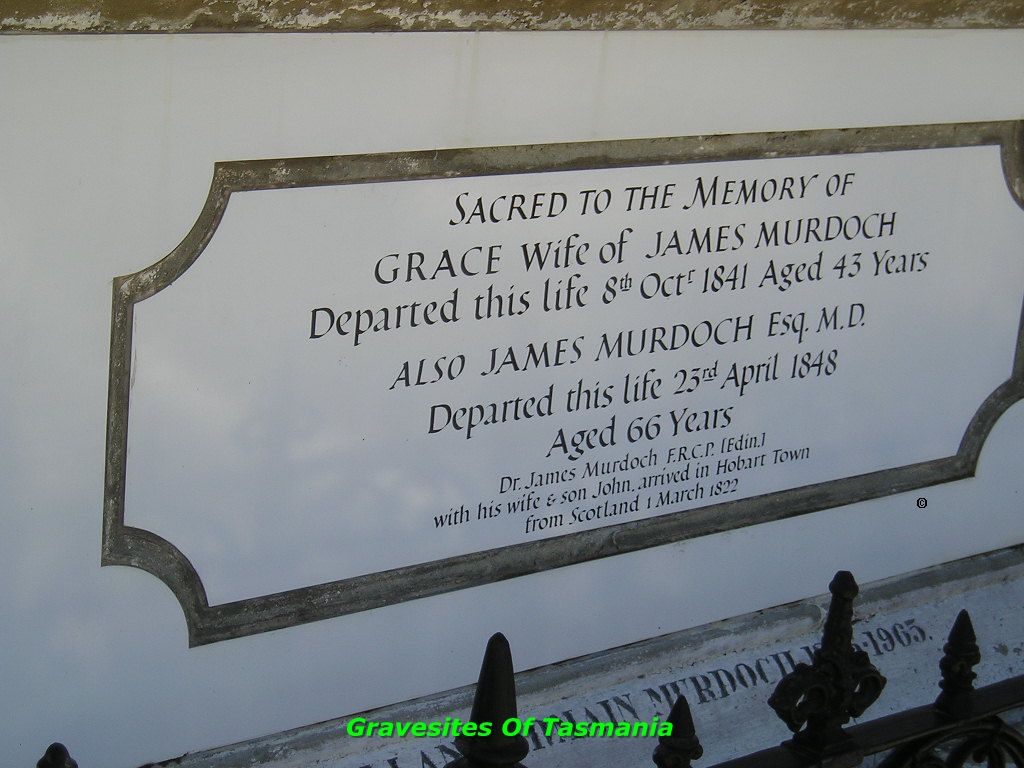 SACRED TO THE MEMORY OF
GRACE Wife of JAMES MURDOCH
Departed this life 8th Octr 1841 Aged 43 Years
ALSO JAMES MURDOCH Esq. M.D.
Departed this life 23rd April 1848
Aged 66 Years
Dr. James Murdoch F.R.C.P. [Edin.]
with his wife & son John, arrived in Hobart Town
from Scotland 1 March 1822
©
MURDOCH 1963.
Gravesites Of Tasmania